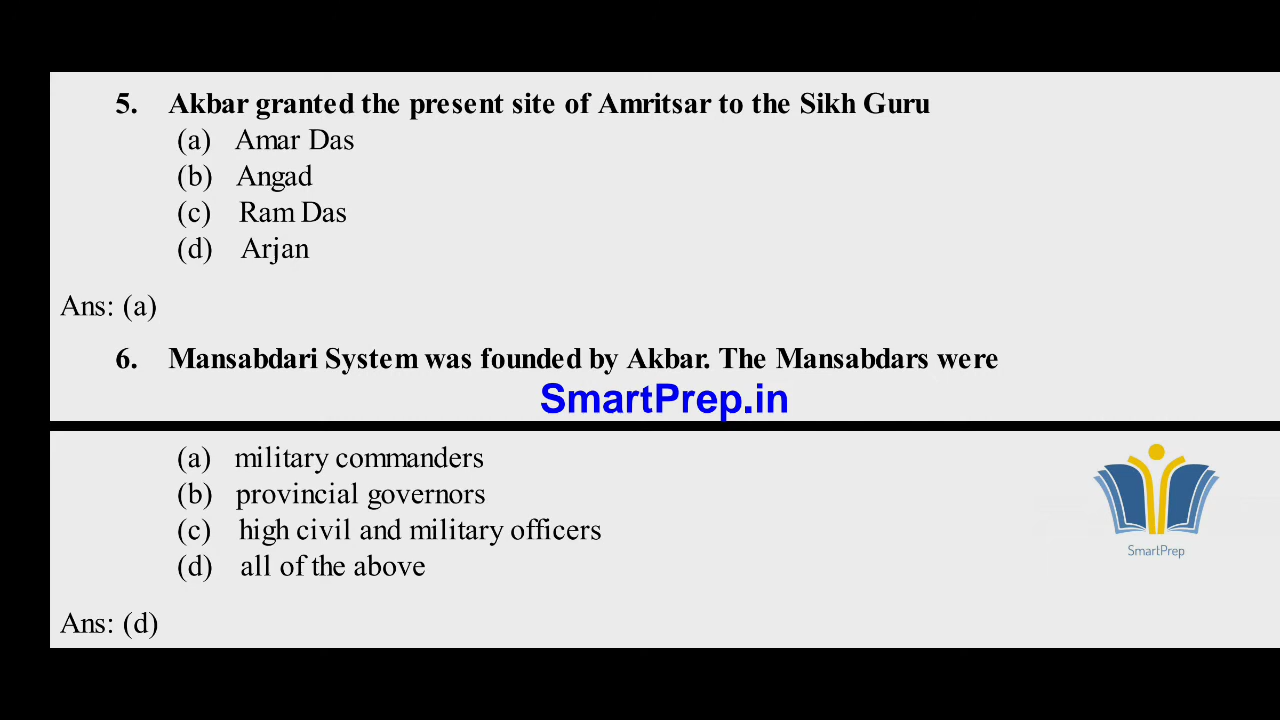 5. Akbar granted the present site of Amritsar to the Sikh Guru
(a) Amar Das
(b) Angad
(c) Ram Das
(d) Arjan
Ans: (a)
6. Mansabdari System was founded by Akbar. The Mansabdars were
SmartPrep.in
(a) military commanders
(b) provincial governors
(c) high civil and military officers
(d) all of the above
SmartPrep
Ans: (d)